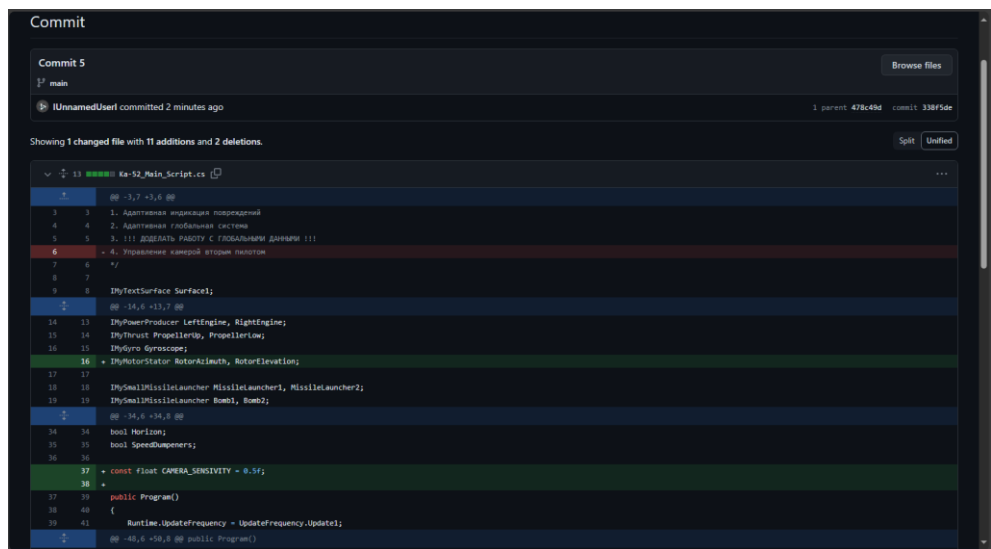 Commit
Commit 5
Browse files
main
IUnnamedUserI committed 2 minutes ago
1 parent 478c49d commit 338f5de
Showing 1 changed file with 11 additions and 2 deletions.
Split Unified
13 Ka-52_Main_Script.cs
@@ -3,7 +3,6 @@
3 3 1. Адаптивная индикация повреждений
4 4 2. Адаптивная глобальная система
5 5 3. !!! ДОДЕЛАТЬ РАБОТУ С ГЛОБАЛЬНЫМИ ДАННЫМИ !!!
6 - 4. Управление камерой вторым пилотом
7 6 */
8 7
9 8 IMyTextSurface Surface1;
@@ -14,6 +13,7 @@
14 13 IMyPowerProducer LeftEngine, RightEngine;
15 14 IMyThrust PropellerUp, PropellerLow;
16 15 IMyGyro Gyroscope;
16 + IMyMotorStator RotorAzimuth, RotorElevation;
17 17
18 18 IMySmallMissileLauncher MissileLauncher1, MissileLauncher2;
19 19 IMySmallMissileLauncher Bomb1, Bomb2;
@@ -34,6 +34,8 @@
34 34 bool Horizon;
35 35 bool SpeedDumpeners;
36 36
37 + const float CAMERA_SENSIVITY = 0.5f;
38 +
37 39 public Program()
38 40 {
39 41 Runtime.UpdateFrequency = UpdateFrequency.Update1;
@@ -48,6 +50,8 @@ public Program()